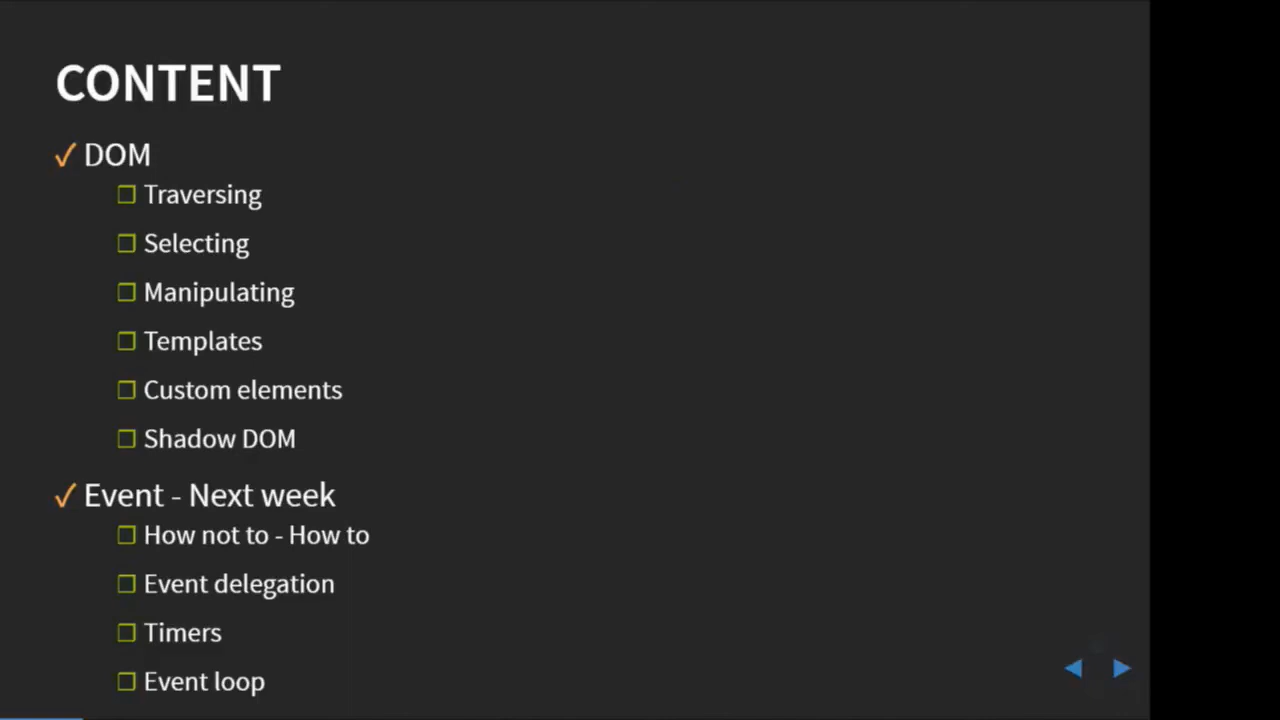 CONTENT
✓ DOM
❐ Traversing
❐ Selecting
❐ Manipulating
❐ Templates
❐ Custom elements
❐ Shadow DOM
✓ Event - Next week
❐ How not to - How to
❐ Event delegation
❐ Timers
❐ Event loop